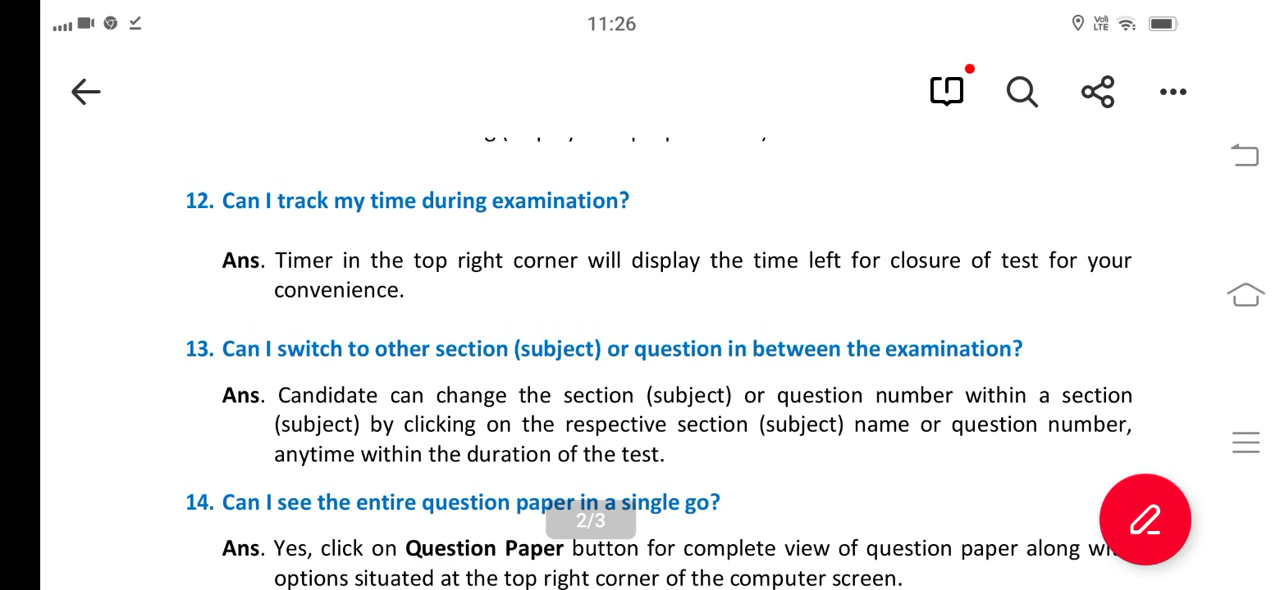 11:26
Vol) LTE
12. Can I track my time during examination?
Ans. Timer in the top right corner will display the time left for closure of test for your
convenience.
13. Can I switch to other section (subject) or question in between the examination?
Ans. Candidate can change the section (subject) or question number within a section
(subject) by clicking on the respective section (subject) name or question number,
anytime within the duration of the test.
14. Can I see the entire question paper in a single go?
2/3
Ans. Yes, click on Question Paper button for complete view of question paper along
options situated at the top right corner of the computer screen.